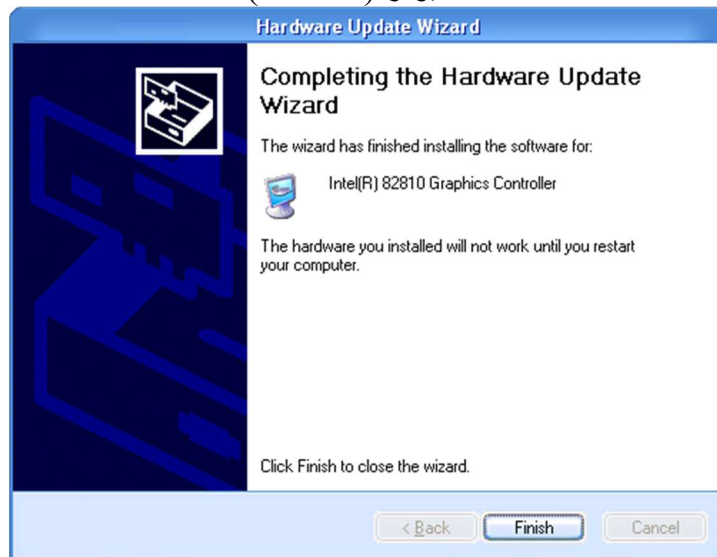 Hardware Update Wizard
Completing the Hardware Update
Wizard
The wizard has finished installing the software for:
Intel(R) 82810 Graphics Controller
The hardware you installed will not work until you restart
your computer.
Click Finish to close the wizard.
< Back
Finish
Cancel